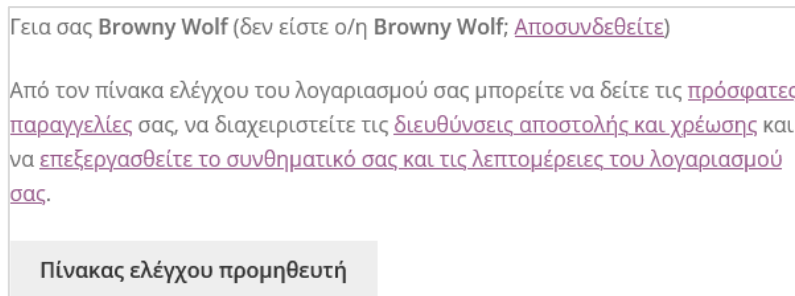 Γεια σας Browny Wolf (δεν είστε ο/η Browny Wolf; Αποσυνδεθείτε)
Από τον πίνακα ελέγχου του λογαριασμού σας μπορείτε να δείτε τις πρόσφατες
παραγγελίες σας, να διαχειριστείτε τις διευθύνσεις αποστολής και χρέωσης και
να επεξεργασθείτε το συνθηματικό σας και τις λεπτομέρειες του λογαριασμού
σας.
Πίνακας ελέγχου προμηθευτή